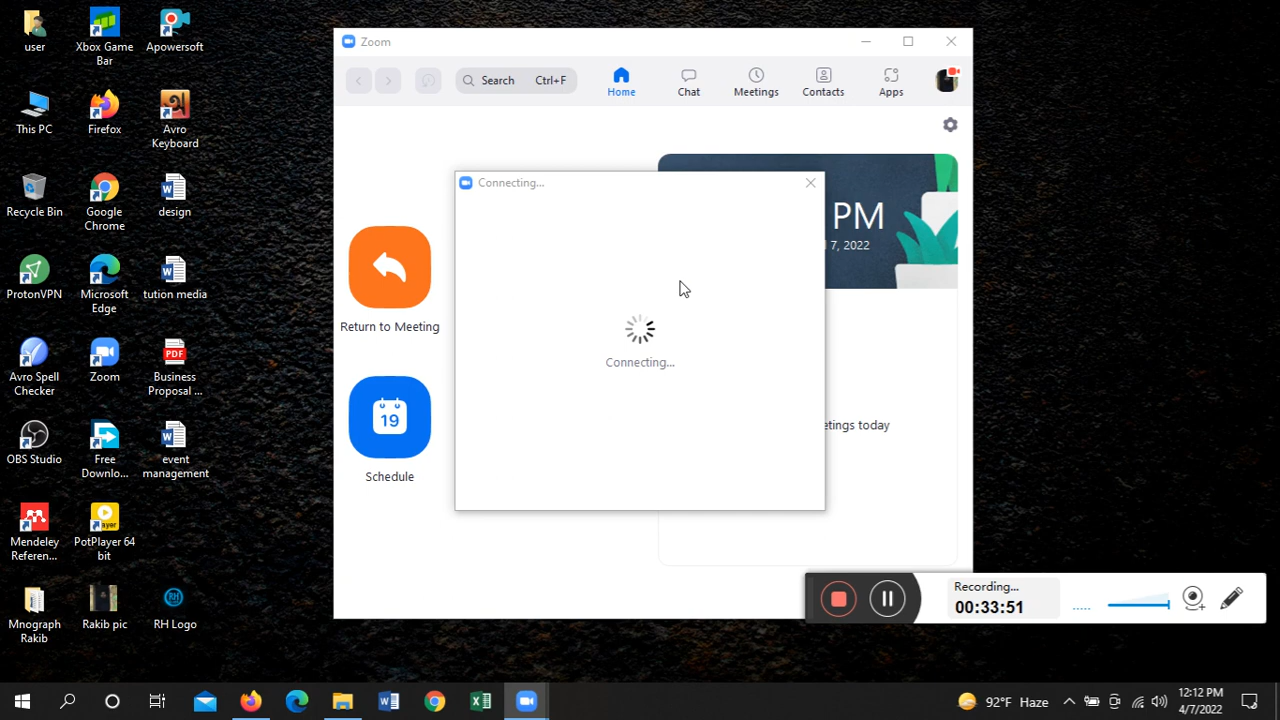 user
Xbox Game
Bar
Apowersoft
This PC
Firefox
Avro
Keyboard
Recycle Bin
Google
Chrome
design
ProtonVPN
Microsoft
Edge
tution media
Avro Spell
Checker
Zoom
PDF
Business
Proposal ...
OBS Studio
Free
Downlo...
event
management
Mendeley
Referen...
PotPlayer 64
bit
Mnograph
Rakib
Rakib pic
RH
RH Logo
Zoom
Search Ctrl+F
Home
Chat
Meetings
Contacts
Apps
Return to Meeting
19
Schedule
PM
7, 2022
etings today
Connecting...
Connecting...
Recording...
00:33:51
92°F Haze
12:12 PM
4/7/2022